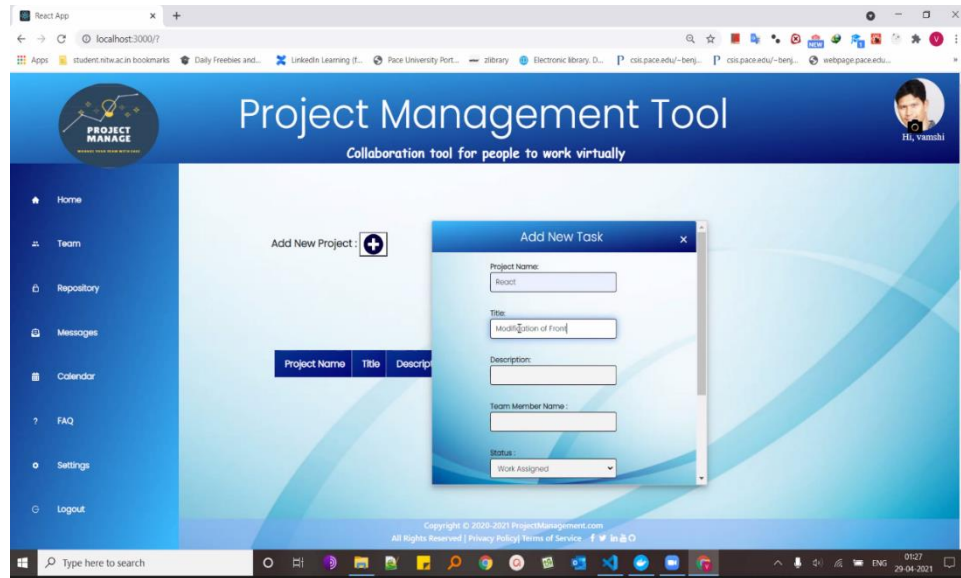 React App
localhost:3000/?
Apps student.nitw.ac.in bookmarks Daily Freebies and... LinkedIn Learning (f... Pace University Port... zlibrary Electronic library. D... csis.pace.edu/~benj... csis.pace.edu/~benj... webpage.pace.edu...
NEW
V
PROJECT
MANAGE
Project Management Tool
Collaboration tool for people to work virtually
Hi, vamshi
Home
Team
Repository
Messages
Calendar
FAQ
Settings
Logout
Add New Project :
Project Name Title Descript
Add New Task
Project Name:
React
Title:
Modification of Front
Description:
Team Member Name :
Status :
Work Assigned
Copyright © 2020-2021 ProjectManagement.com
All Rights Reserved | Privacy Policy| Terms of Service
Type here to search
ENG
01:27
29-04-2021